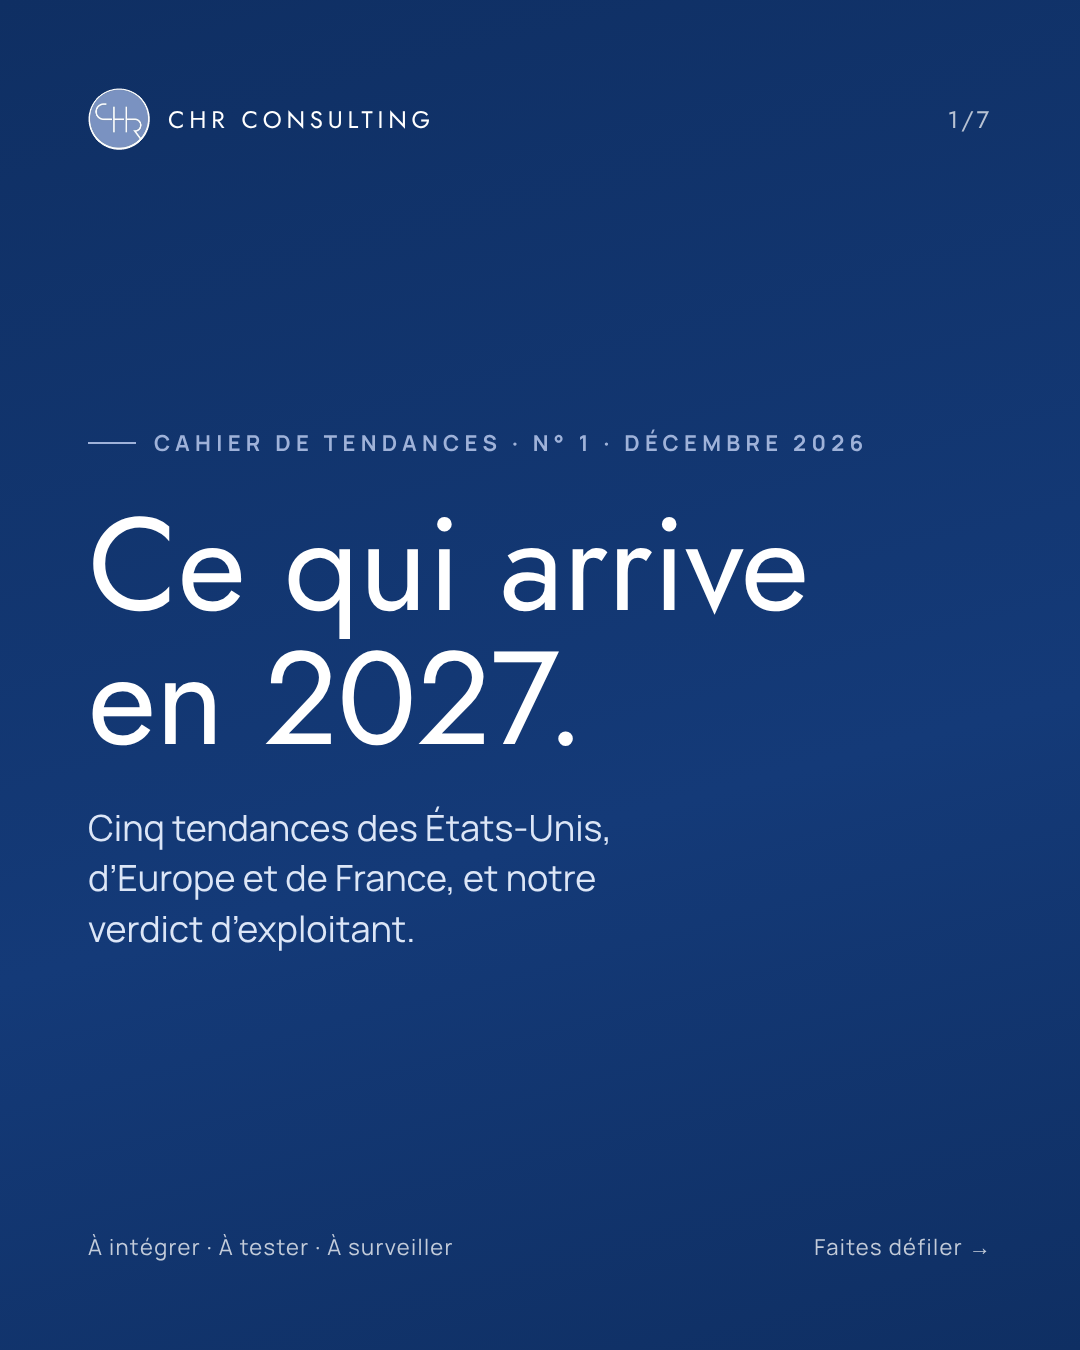 CHR CONSULTING
1/7
CAHIER DE TENDANCES · N° 1 · DÉCEMBRE 2026
Ce qui arrive
en 2027.
Cinq tendances des États-Unis,
d’Europe et de France, et notre
verdict d’exploitant.
À intégrer · À tester · À surveiller
Faites défiler →